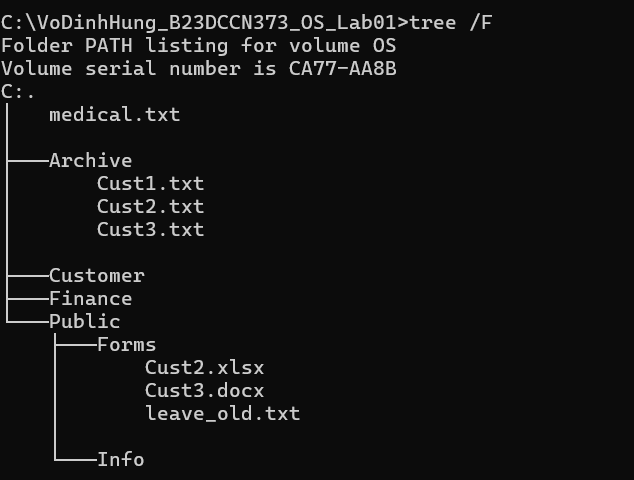 C:\VoDinhHung_B23DCCN373_OS_Lab01>tree /F
Folder PATH listing for volume OS
Volume serial number is CA77-AA8B
C:.
│   medical.txt
│
├───Archive
│       Cust1.txt
│       Cust2.txt
│       Cust3.txt
│
├───Customer
├───Finance
└───Public
    ├───Forms
    │       Cust2.xlsx
    │       Cust3.docx
    │       leave_old.txt
    │
    └───Info